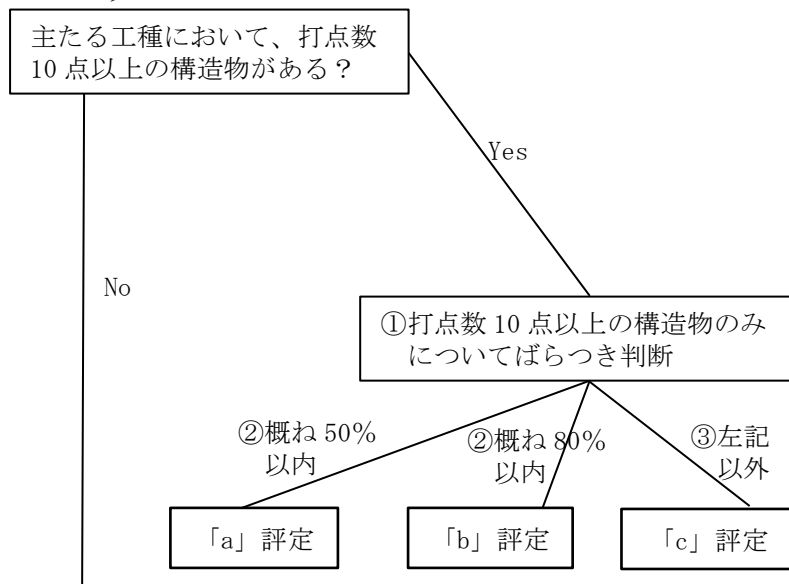 主たる工種において、打点数
10点以上の構造物がある？
Yes
No
①打点数10点以上の構造物のみ
についてばらつき判断
②概ね50%
以内
②概ね80%
以内
③左記
以外
「a」評定
「b」評定
「c」評定